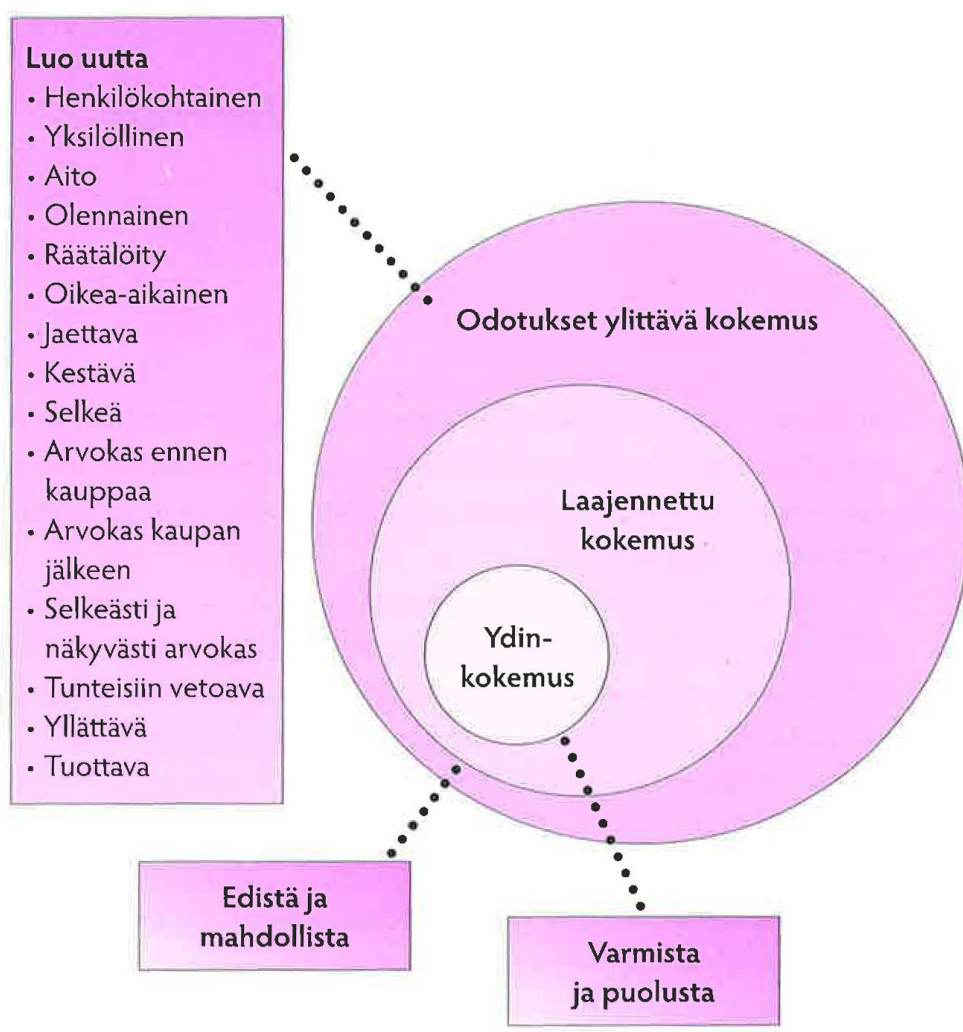 Luo uutta
• Henkilökohtainen
• Yksilöllinen
• Aito
• Olennainen
• Räätälöity
• Oikea-aikainen
• Jaettava
• Kestävä
• Selkeä
• Arvokas ennen
kauppaa
• Arvokas kaupan
jälkeen
• Selkeästi ja
näkyvästi arvokas
• Tunteisiin vetoava
• Yllättävä
• Tuottava
Odotukset ylittävä kokemus
Laajennettu
kokemus
Ydin-
kokemus
Edistä ja
mahdollista
Varmista
ja puolusta